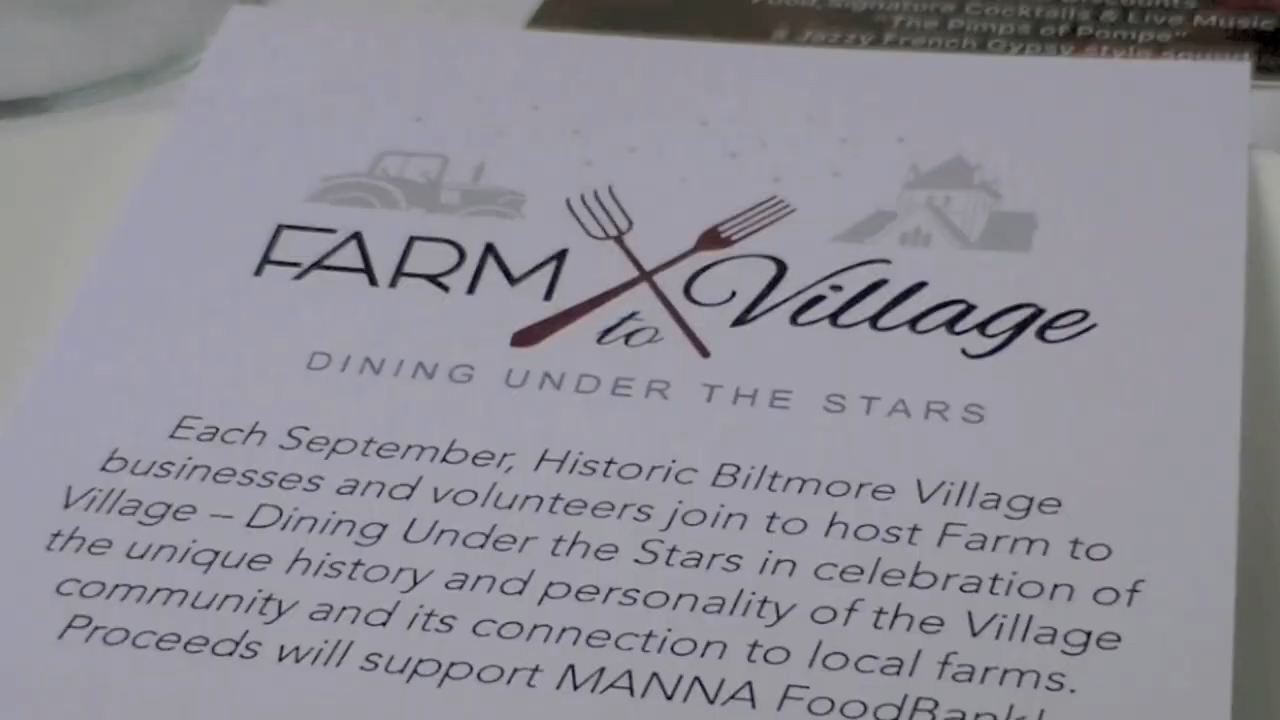 Food, Signature Cocktails & Live Music
"The Pimps of Pompe"
a Jazzy French Gypsy style
FARM to Village
DINING UNDER THE STARS
Each September, Historic Biltmore Village
businesses and volunteers join to host Farm to
Village – Dining Under the Stars in celebration of
the unique history and personality of the Village
community and its connection to local farms.
Proceeds will support MANNA FoodBank!